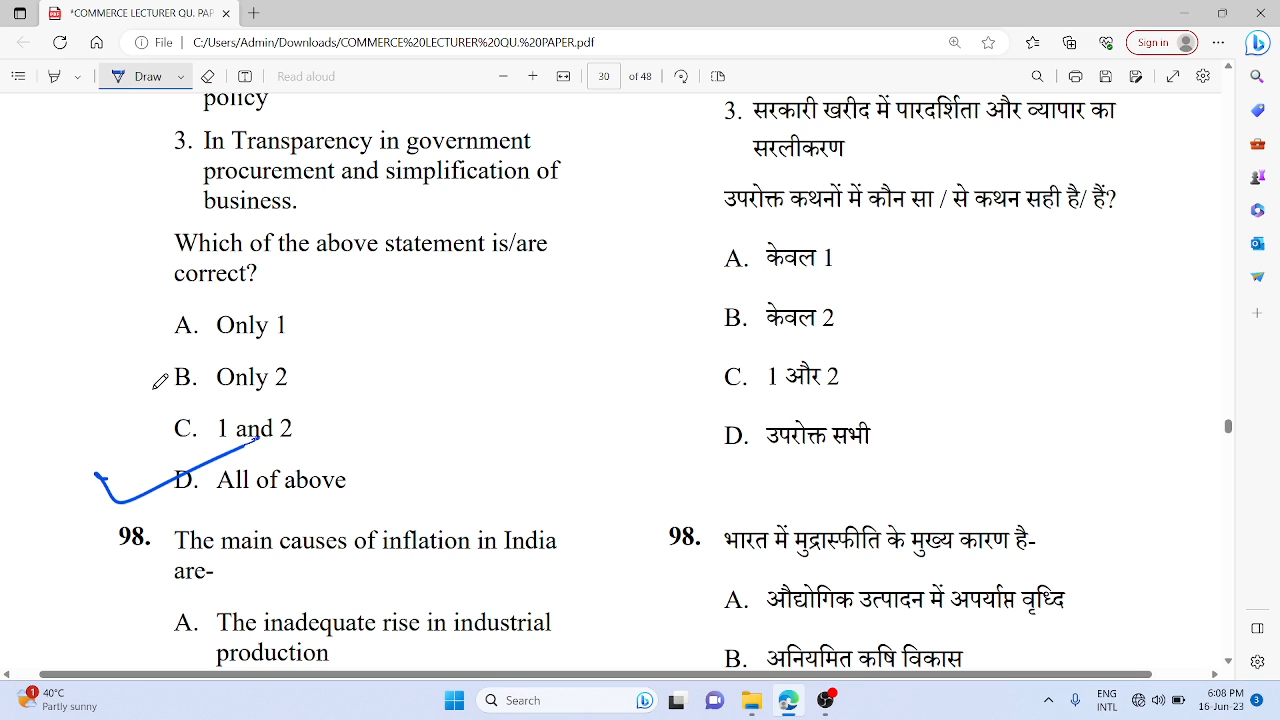 *COMMERCE LECTURER QU. PAP
File
C:/Users/Admin/Downloads/COMMERCE%20LECTURER%20QU.%20PAPER.pdf
Sign in
Draw
Read aloud
30
of 48
policy
3. In Transparency in government
procurement and simplification of
business.
Which of the above statement is/are
correct?
A. Only 1
B. Only 2
C. 1 and 2
D. All of above
98. The main causes of inflation in India
are-
A. The inadequate rise in industrial
production
3. सरकारी खरीद में पारदर्शिता और व्यापार का
सरलीकरण
उपरोक्त कथनों में कौन सा / से कथन सही है/ हैं?
A. केवल 1
B. केवल 2
C. 1 और 2
D. उपरोक्त सभी
98. भारत में मुद्रास्फीति के मुख्य कारण है-
A. औद्योगिक उत्पादन में अपर्याप्त वृध्दि
B. अनियमित कृषि विकास
1
40°C
Partly sunny
Search
ENG
INTL
6:08 PM
16-Jun-23
3